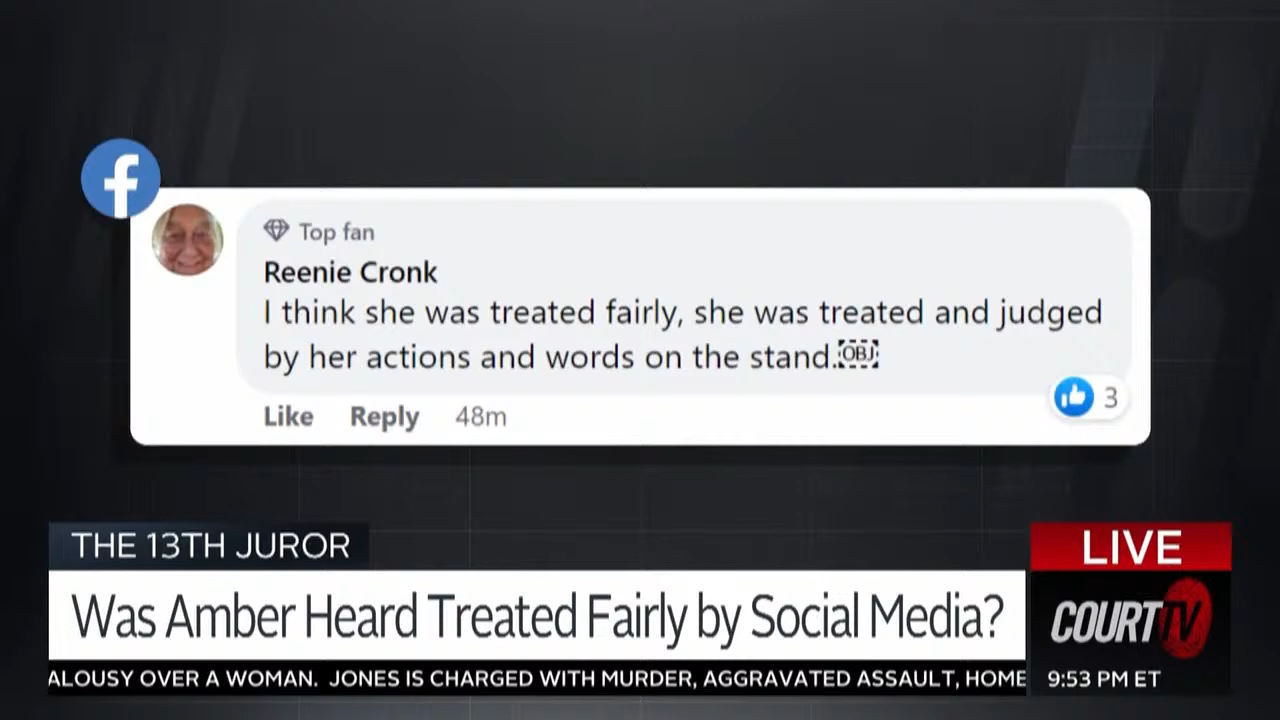 f
Top fan
Reenie Cronk
I think she was treated fairly, she was treated and judged
by her actions and words on the stand.￼
Like Reply 48m
3
THE 13TH JUROR
LIVE
Was Amber Heard Treated Fairly by Social Media?
COURT TV
ALOUSY OVER A WOMAN. JONES IS CHARGED WITH MURDER, AGGRAVATED ASSAULT, HOME
9:53 PM ET